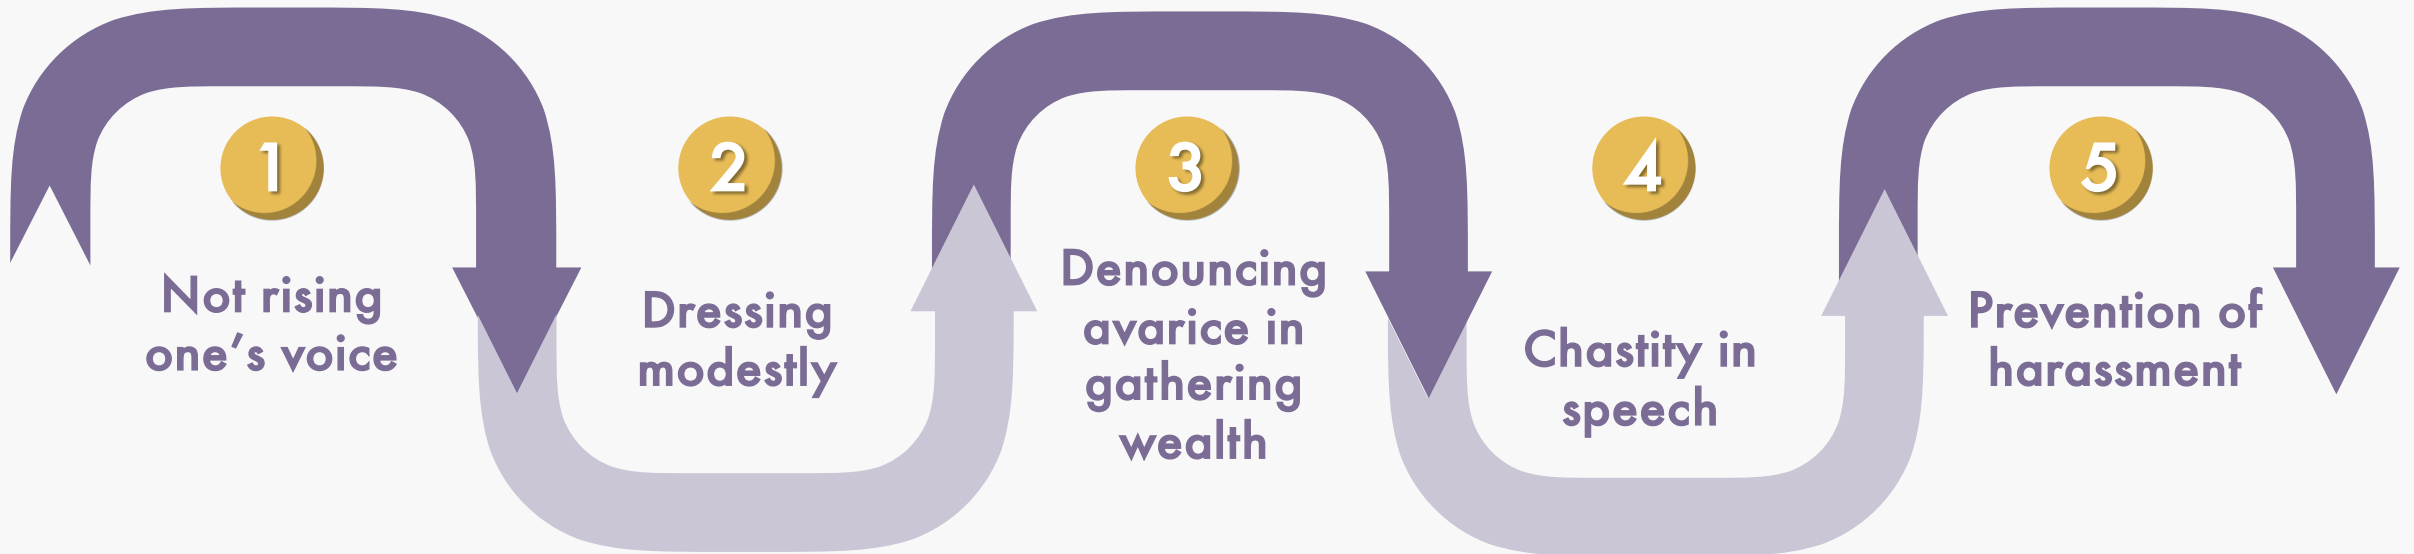 1
Not rising
one’s voice
2
Dressing
modestly
3
Denouncing
avarice in
gathering
wealth
4
Chastity in
speech
5
Prevention of
harassment